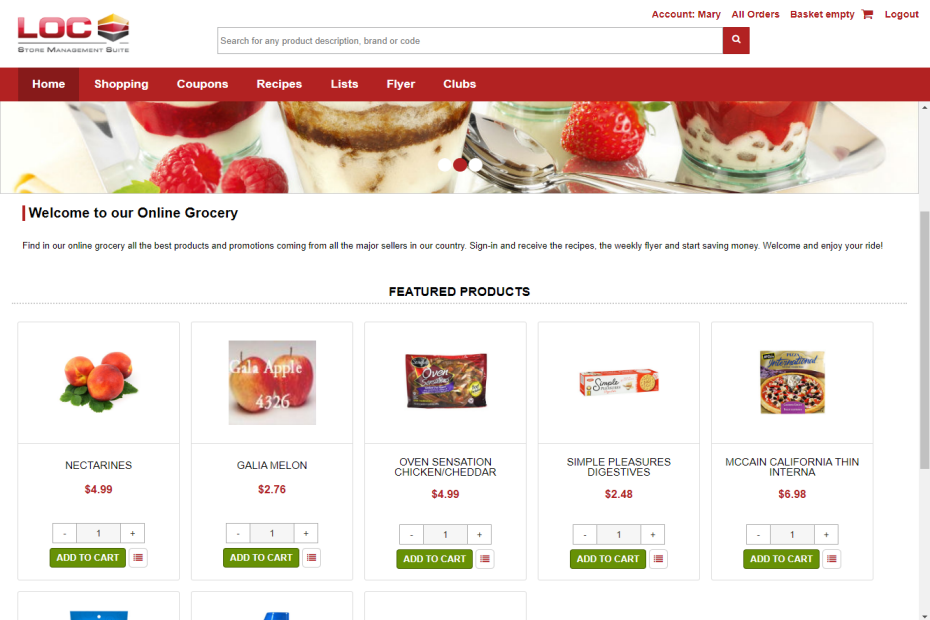 LOC
STORE MANAGEMENT SUITE
Account: Mary All Orders Basket empty Logout
Search for any product description, brand or code
Home Shopping Coupons Recipes Lists Flyer Clubs
Welcome to our Online Grocery
Find in our online grocery all the best products and promotions coming from all the major sellers in our country. Sign-in and receive the recipes, the weekly flyer and start saving money. Welcome and enjoy your ride!
FEATURED PRODUCTS
Gala Apple
4326
Oven
Simple
International
NECTARINES
GALIA MELON
OVEN SENSATION
CHICKEN/CHEDDAR
SIMPLE PLEASURES
DIGESTIVES
MCCAIN CALIFORNIA THIN
INTERNA
$4.99 $2.76 $4.99 $2.48 $6.98
- 1 + - 1 + - 1 + - 1 + - 1 +
ADD TO CART ADD TO CART ADD TO CART ADD TO CART ADD TO CART